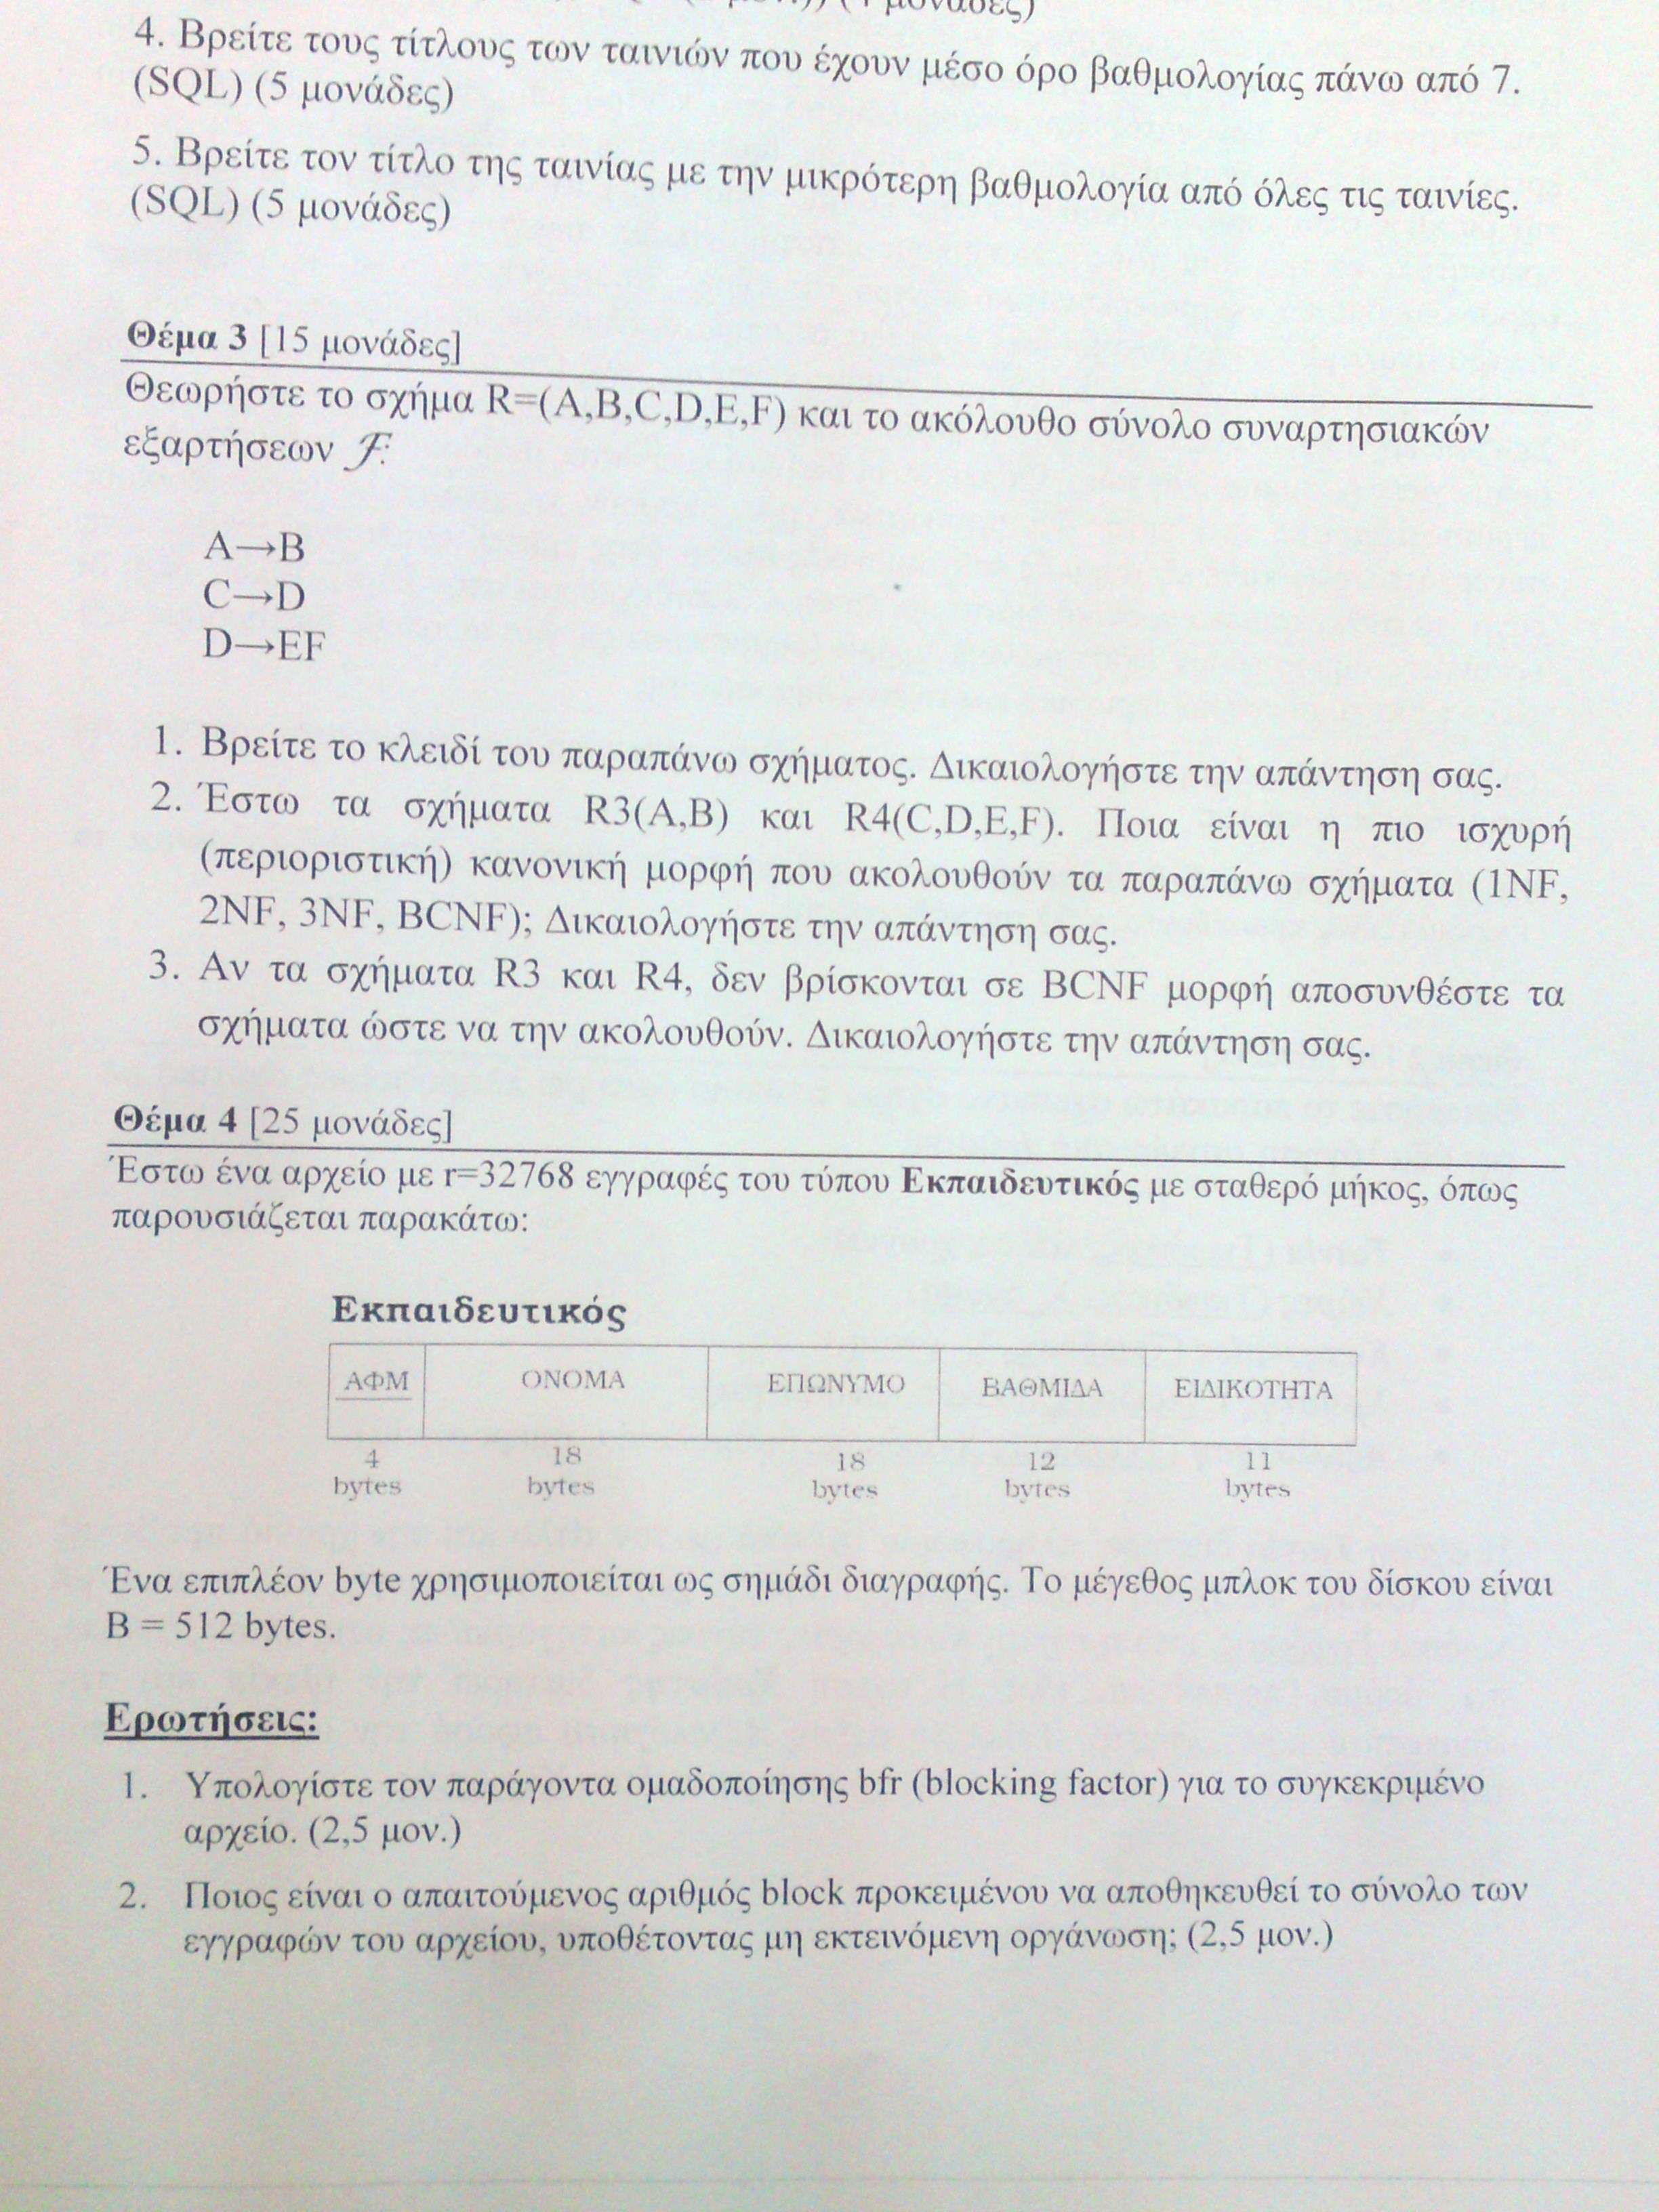 μονάδες)
4. Βρείτε τους τίτλους των ταινιών που έχουν μέσο όρο βαθμολογίας πάνω από 7.
(SQL) (5 μονάδες)
5. Βρείτε τον τίτλο της ταινίας με την μικρότερη βαθμολογία από όλες τις ταινίες.
(SQL) (5 μονάδες)
Θέμα 3 [15 μονάδες]
Θεωρήστε το σχήμα R=(A,B,C,D,E,F) και το ακόλουθο σύνολο συναρτησιακών
εξαρτήσεων ℱ:
A→B
C→D
D→EF
1. Βρείτε το κλειδί του παραπάνω σχήματος. Δικαιολογήστε την απάντηση σας.
2. Έστω τα σχήματα R3(A,B) και R4(C,D,E,F). Ποια είναι η πιο ισχυρή
(περιοριστική) κανονική μορφή που ακολουθούν τα παραπάνω σχήματα (1NF,
2NF, 3NF, BCNF); Δικαιολογήστε την απάντηση σας.
3. Αν τα σχήματα R3 και R4, δεν βρίσκονται σε BCNF μορφή αποσυνθέστε τα
σχήματα ώστε να την ακολουθούν. Δικαιολογήστε την απάντηση σας.
Θέμα 4 [25 μονάδες]
Έστω ένα αρχείο με r=32768 εγγραφές του τύπου Εκπαιδευτικός με σταθερό μήκος, όπως
παρουσιάζεται παρακάτω:
Εκπαιδευτικός
ΑΦΜ ΟΝΟΜΑ ΕΠΩΝΥΜΟ ΒΑΘΜΙΔΑ ΕΙΔΙΚΟΤΗΤΑ
4 18 18 12 11
bytes bytes bytes bytes bytes
Ένα επιπλέον byte χρησιμοποιείται ως σημάδι διαγραφής. Το μέγεθος μπλοκ του δίσκου είναι
B = 512 bytes.
Ερωτήσεις:
1. Υπολογίστε τον παράγοντα ομαδοποίησης bfr (blocking factor) για το συγκεκριμένο
αρχείο. (2,5 μον.)
2. Ποιος είναι ο απαιτούμενος αριθμός block προκειμένου να αποθηκευθεί το σύνολο των
εγγραφών του αρχείου, υποθέτοντας μη εκτεινόμενη οργάνωση; (2,5 μον.)